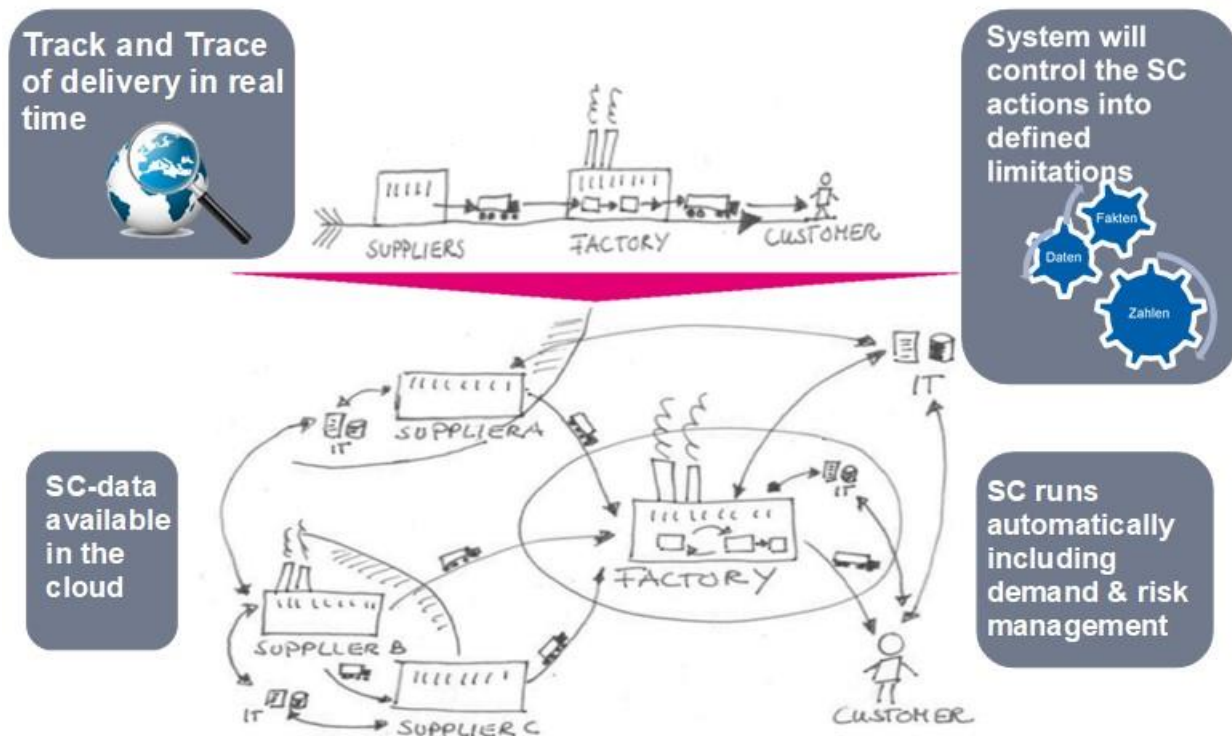 Track and Trace
of delivery in real
time
System will
control the SC
actions into
defined
limitations
Fakten
Daten
Zahlen
SUPPLIERS
FACTORY
CUSTOMER
IT
SUPPLIER A
IT
SC-data
available
in the
cloud
IT
FACTORY
SC runs
automatically
including
demand & risk
management
SUPPLIER B
IT
SUPPLIER C
CUSTOMER